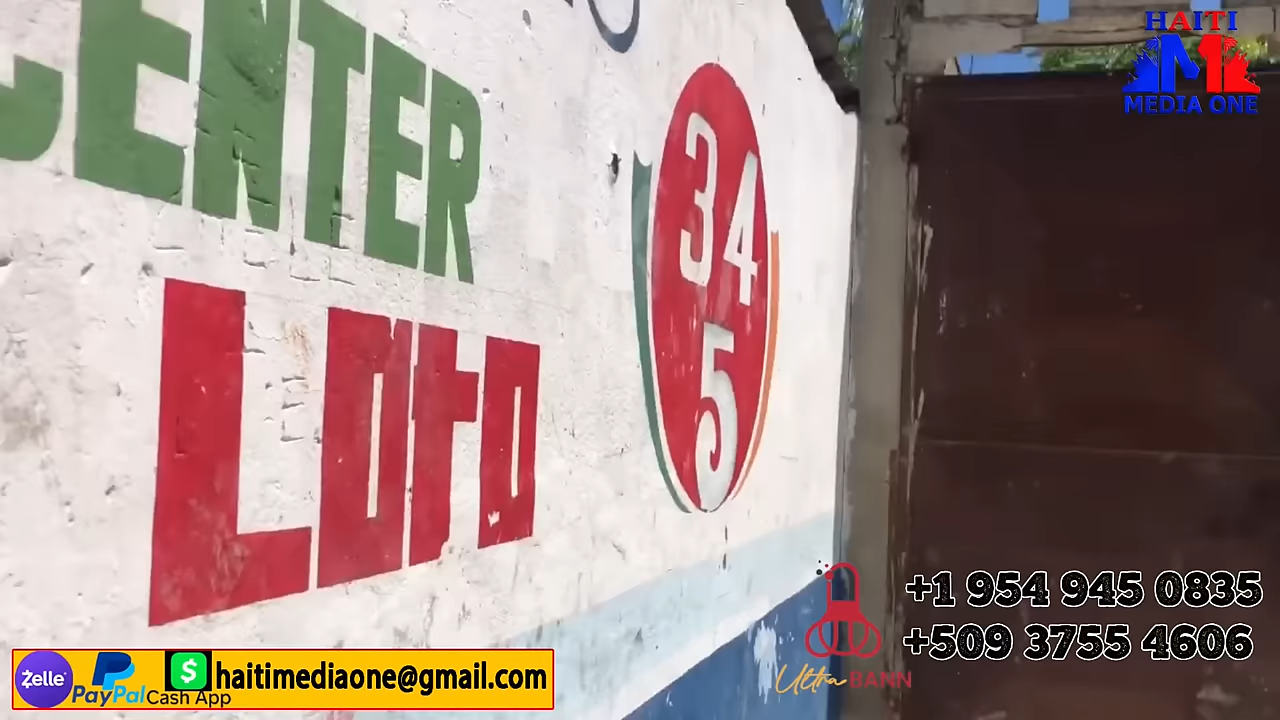 CENTER
LOTO
34
5
HAITI
M
MEDIA ONE
+1 954 945 0835
+509 3755 4606
Ultra BANN
Zelle
PayPal
$
Cash App
haitimediaone@gmail.com